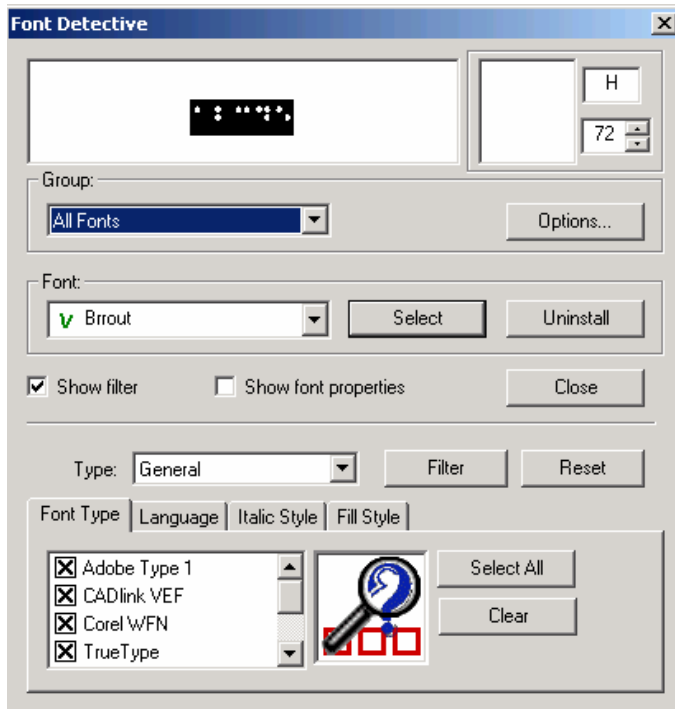 Font Detective
H
72
Group:
All Fonts
Options...
Font:
Brrout
Select
Uninstall
Show filter
Show font properties
Close
Type:
General
Filter
Reset
Font Type
Language
Italic Style
Fill Style
Adobe Type 1
CADlink VEF
Corel WFN
TrueType
Select All
Clear